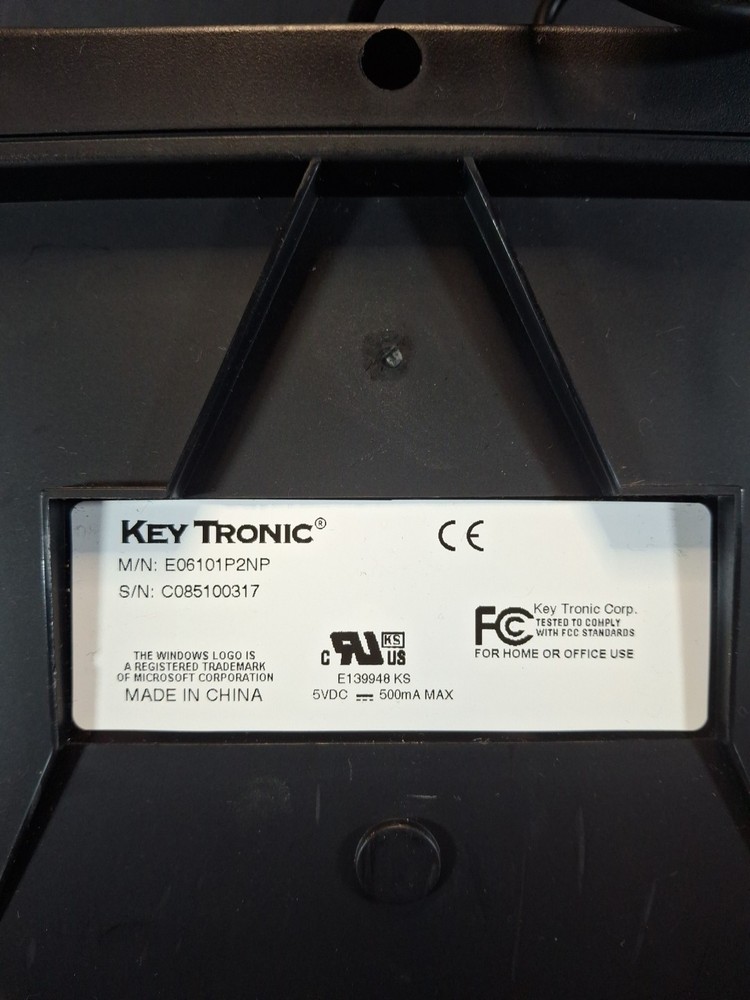 KEY TRONIC®
CE
M/N: E06101P2NP
S/N: C085100317
THE WINDOWS LOGO IS
A REGISTERED TRADEMARK
OF MICROSOFT CORPORATION
MADE IN CHINA
C RU US
KS
E139948 KS
5VDC ⎓ 500mA MAX
FC Key Tronic Corp.
TESTED TO COMPLY
WITH FCC STANDARDS
FOR HOME OR OFFICE USE